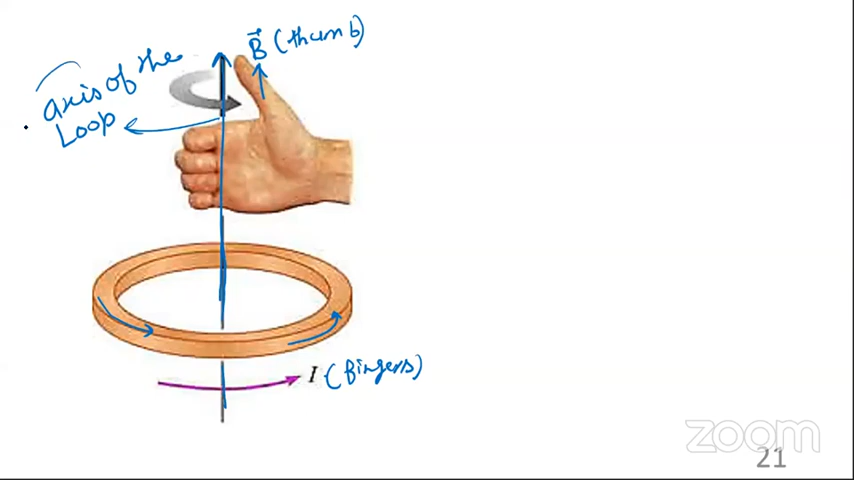 B⃗ (thumb)
axis of the
Loop
I (fingers)
zoom
21